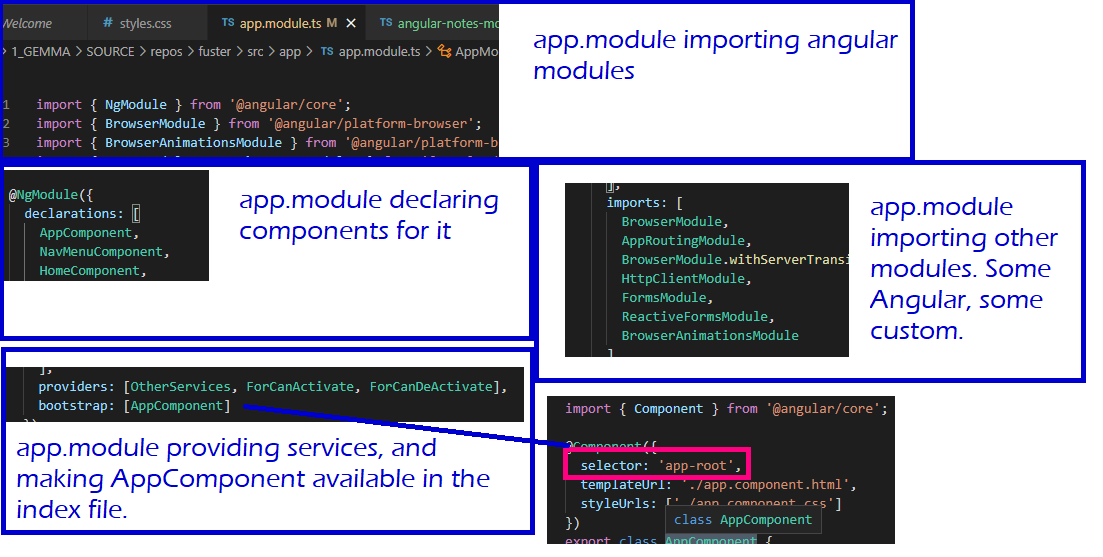 Welcome # styles.css TS app.module.ts M × TS angular-notes-mo
1_GEMMA > SOURCE > repos > fuster > src > app > TS app.module.ts > AppMo
1 import { NgModule } from '@angular/core';
2 import { BrowserModule } from '@angular/platform-browser';
3 import { BrowserAnimationsModule } from '@angular/platform-b
app.module importing angular
modules
@NgModule({
declarations: [
AppComponent,
NavMenuComponent,
HomeComponent,
app.module declaring
components for it
],
imports: [
BrowserModule,
AppRoutingModule,
BrowserModule.withServerTransi
HttpClientModule,
FormsModule,
ReactiveFormsModule,
BrowserAnimationsModule
]
app.module
importing other
modules. Some
Angular, some
custom.
],
providers: [OtherServices, ForCanActivate, ForCanDeActivate],
bootstrap: [AppComponent]
app.module providing services, and
making AppComponent available in the
index file.
import { Component } from '@angular/core';
@Component({
selector: 'app-root',
templateUrl: './app.component.html',
styleUrls: ['./app.component.css']
})
class AppComponent
export class AppComponent {